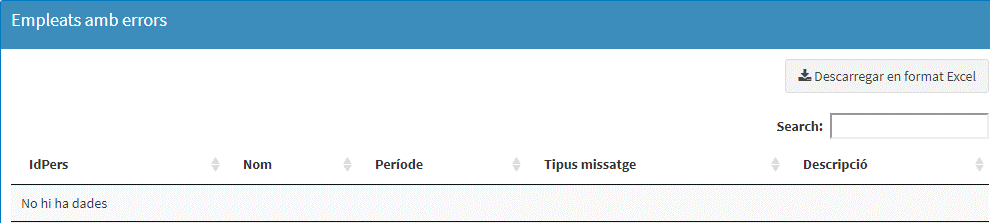 Empleats amb errors
Descarregar en format Excel
Search:
IdPers Nom Període Tipus missatge Descripció
No hi ha dades